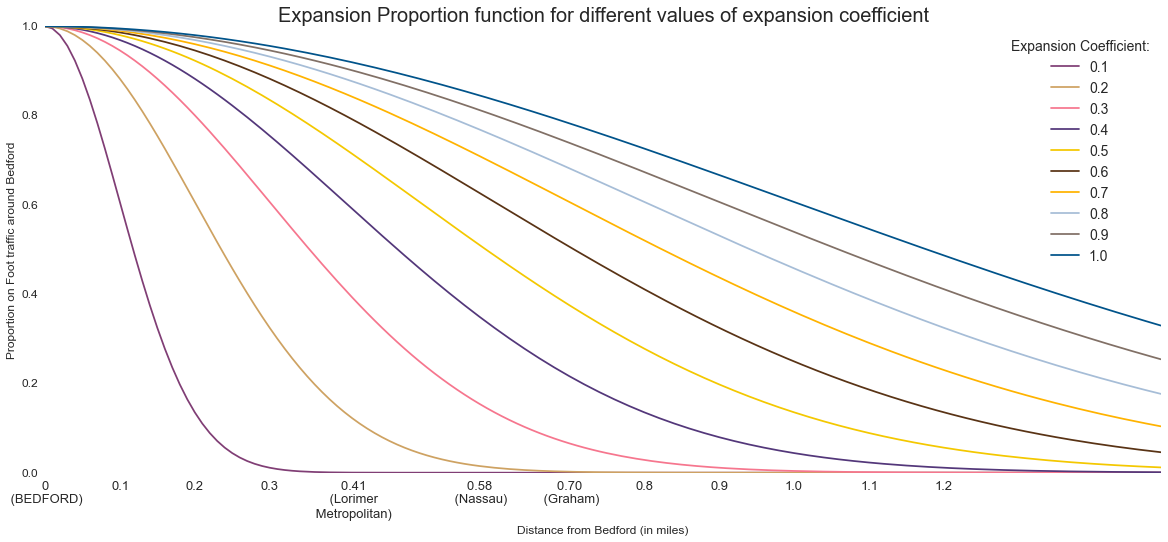 Expansion Proportion function for different values of expansion coefficient
Proportion on Foot traffic around Bedford
1.0
0.8
0.6
0.4
0.2
0.0
Expansion Coefficient:
0.1
0.2
0.3
0.4
0.5
0.6
0.7
0.8
0.9
1.0
0 0.1 0.2 0.3 0.41 0.58 0.70 0.8 0.9 1.0 1.1 1.2
(BEDFORD) (Lorimer (Nassau) (Graham)
Metropolitan)
Distance from Bedford (in miles)